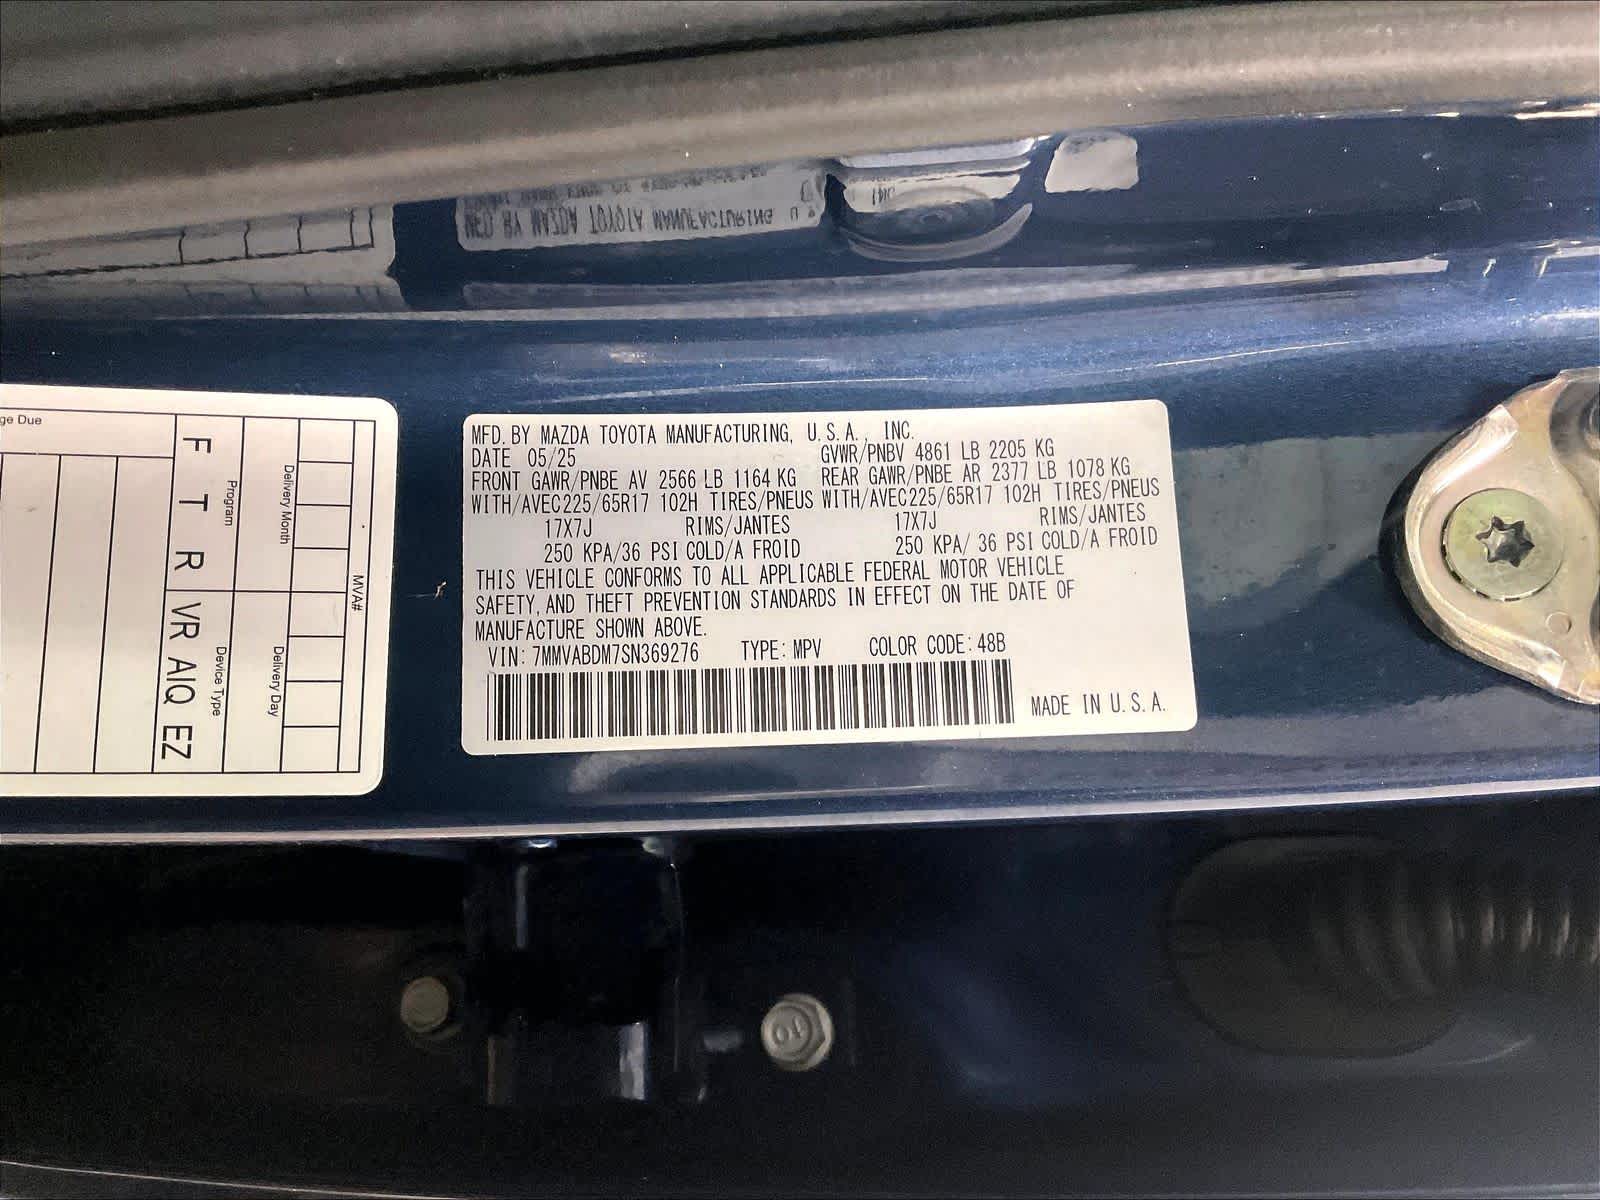 MFD. BY MAZDA TOYOTA MANUFACTURING, U.S.A., INC.
DATE 05/25 GVWR/PNBV 4861 LB 2205 KG
FRONT GAWR/PNBE AV 2566 LB 1164 KG REAR GAWR/PNBE AR 2377 LB 1078 KG
WITH/AVEC225/65R17 102H TIRES/PNEUS WITH/AVEC225/65R17 102H TIRES/PNEUS
17X7J RIMS/JANTES 17X7J RIMS/JANTES
250 KPA/36 PSI COLD/A FROID 250 KPA/ 36 PSI COLD/A FROID
THIS VEHICLE CONFORMS TO ALL APPLICABLE FEDERAL MOTOR VEHICLE
SAFETY, AND THEFT PREVENTION STANDARDS IN EFFECT ON THE DATE OF
MANUFACTURE SHOWN ABOVE.
VIN: 7MMVABDM7SN369276 TYPE: MPV COLOR CODE: 48B
MADE IN U.S.A.
MVA#
Delivery Month
Delivery Day
Program
Device Type
F T R VR AIQ EZ
Due
10